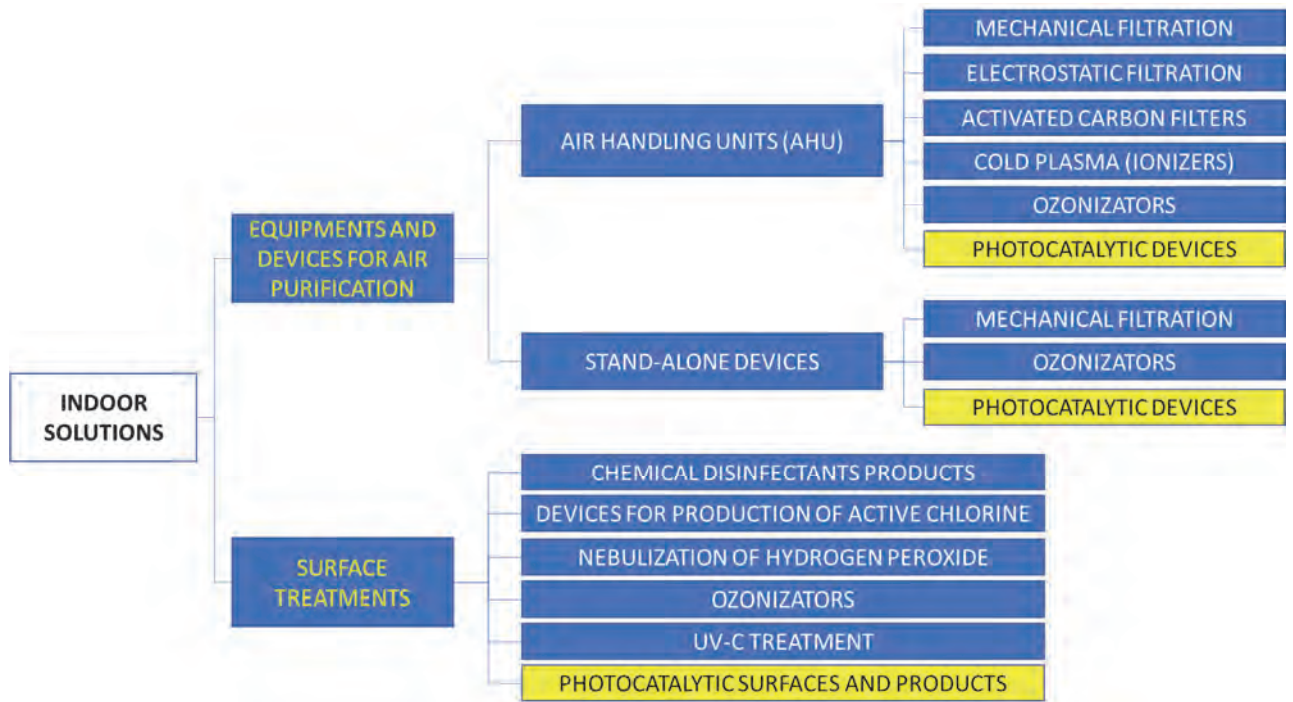 MECHANICAL FILTRATION
ELECTROSTATIC FILTRATION
ACTIVATED CARBON FILTERS
AIR HANDLING UNITS (AHU)
COLD PLASMA (IONIZERS)
OZONIZATORS
EQUIPMENTS AND
DEVICES FOR AIR
PURIFICATION
PHOTOCATALYTIC DEVICES
MECHANICAL FILTRATION
STAND-ALONE DEVICES
OZONIZATORS
PHOTOCATALYTIC DEVICES
INDOOR
SOLUTIONS
CHEMICAL DISINFECTANTS PRODUCTS
DEVICES FOR PRODUCTION OF ACTIVE CHLORINE
NEBULIZATION OF HYDROGEN PEROXIDE
SURFACE
TREATMENTS
OZONIZATORS
UV-C TREATMENT
PHOTOCATALYTIC SURFACES AND PRODUCTS